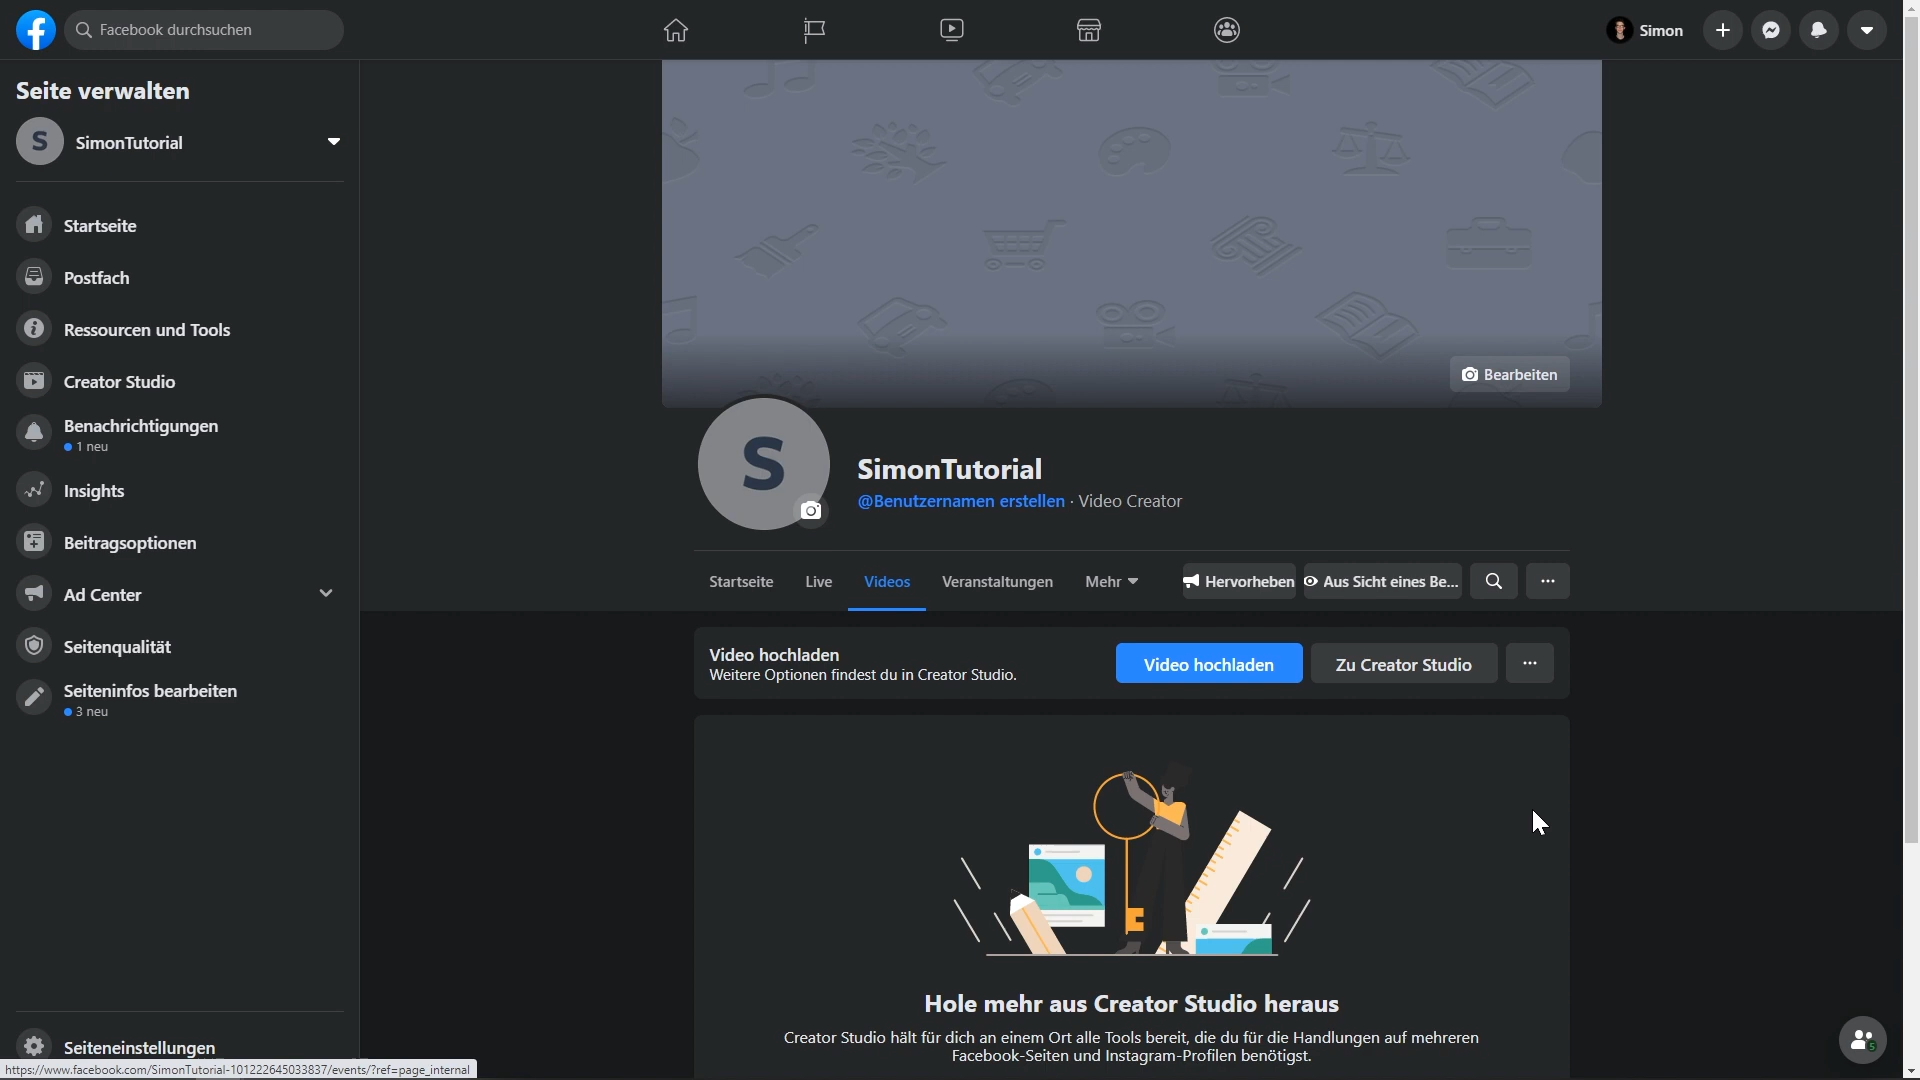 Facebook durchsuchen
Simon
Seite verwalten
S
SimonTutorial
Startseite
Postfach
Ressourcen und Tools
Creator Studio
Benachrichtigungen
1 neu
Insights
Beitragsoptionen
Ad Center
Seitenqualität
Seiteninfos bearbeiten
3 neu
Seiteneinstellungen
https://www.facebook.com/SimonTutorial-101222645033837/events/?ref=page_internal
Bearbeiten
S
SimonTutorial
@Benutzernamen erstellen · Video Creator
Startseite Live Videos Veranstaltungen Mehr Hervorheben Aus Sicht eines Be... ...
Video hochladen
Weitere Optionen findest du in Creator Studio.
Video hochladen Zu Creator Studio ...
Hole mehr aus Creator Studio heraus
Creator Studio hält für dich an einem Ort alle Tools bereit, die du für die Handlungen auf mehreren
Facebook-Seiten und Instagram-Profilen benötigst.